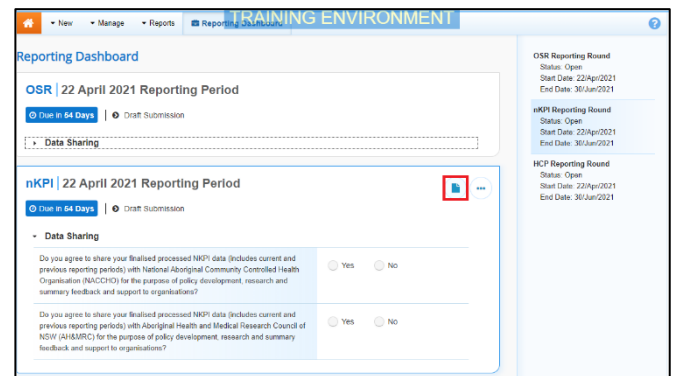 TRAINING ENVIRONMENT
New Manage Reports Reporting Dashboard
Reporting Dashboard
OSR | 22 April 2021 Reporting Period
Due in 64 Days | Draft Submission
Data Sharing
nKPI | 22 April 2021 Reporting Period
Due in 64 Days | Draft Submission
Data Sharing
Do you agree to share your finalised processed NKPI data (includes current and
previous reporting periods) with National Aboriginal Community Controlled Health
Organisation (NACCHO) for the purpose of policy development, research and
summary feedback and support to organisations?
Yes No
Do you agree to share your finalised processed NKPI data (includes current and
previous reporting periods) with Aboriginal Health and Medical Research Council of
NSW (AH&MRC) for the purpose of policy development, research and summary
feedback and support to organisations?
Yes No
OSR Reporting Round
Status: Open
Start Date: 22/Apr/2021
End Date: 30/Jun/2021
nKPI Reporting Round
Status: Open
Start Date: 22/Apr/2021
End Date: 30/Jun/2021
HCP Reporting Round
Status: Open
Start Date: 22/Apr/2021
End Date: 30/Jun/2021